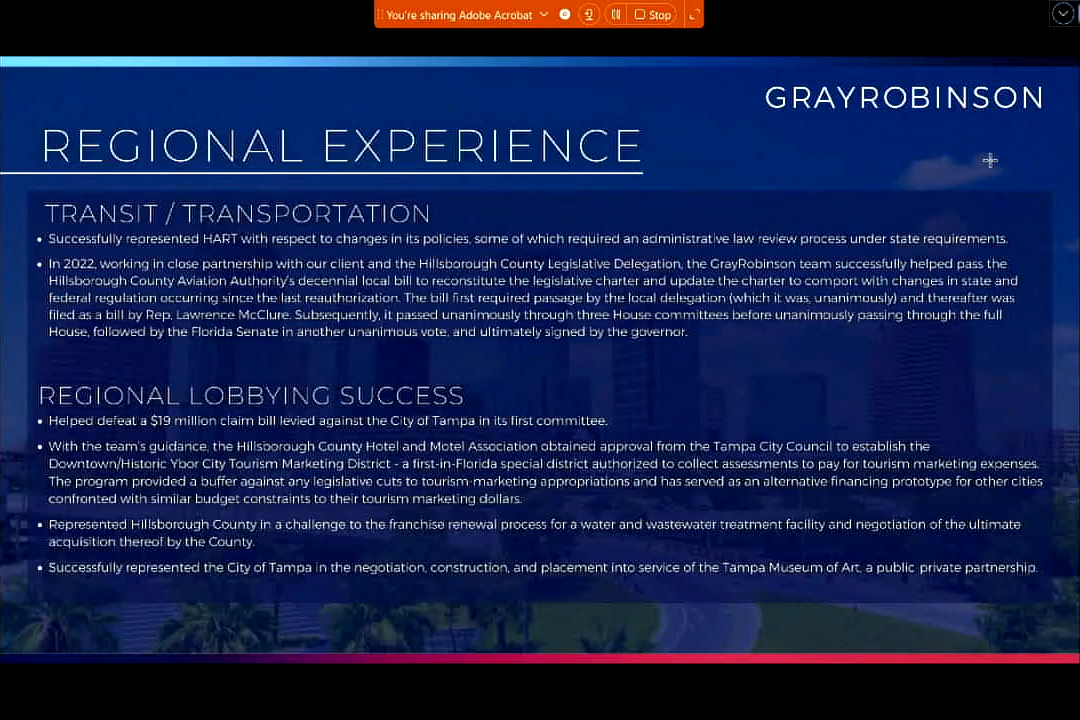 You're sharing Adobe Acrobat
Stop
GRAYROBINSON
REGIONAL EXPERIENCE
TRANSIT / TRANSPORTATION
• Successfully represented HART with respect to changes in its policies, some of which required an administrative law review process under state requirements.
• In 2022, working in close partnership with our client and the Hillsborough County Legislative Delegation, the GrayRobinson team successfully helped pass the
Hillsborough County Aviation Authority's decennial local bill to reconstitute the legislative charter and update the charter to comport with changes in state and
federal regulation occurring since the last reauthorization. The bill first required passage by the local delegation (which it was, unanimously) and thereafter was
filed as a bill by Rep. Lawrence McClure. Subsequently, it passed unanimously through three House committees before unanimously passing through the full
House, followed by the Florida Senate in another unanimous vote, and ultimately signed by the governor.
REGIONAL LOBBYING SUCCESS
• Helped defeat a $19 million claim bill levied against the City of Tampa in its first committee.
• With the team's guidance, the Hillsborough County Hotel and Motel Association obtained approval from the Tampa City Council to establish the
Downtown/Historic Ybor City Tourism Marketing District - a first-in-Florida special district authorized to collect assessments to pay for tourism marketing expenses.
The program provided a buffer against any legislative cuts to tourism-marketing appropriations and has served as an alternative financing prototype for other cities
confronted with similar budget constraints to their tourism marketing dollars.
• Represented Hillsborough County in a challenge to the franchise renewal process for a water and wastewater treatment facility and negotiation of the ultimate
acquisition thereof by the County.
• Successfully represented the City of Tampa in the negotiation, construction, and placement into service of the Tampa Museum of Art, a public-private partnership.